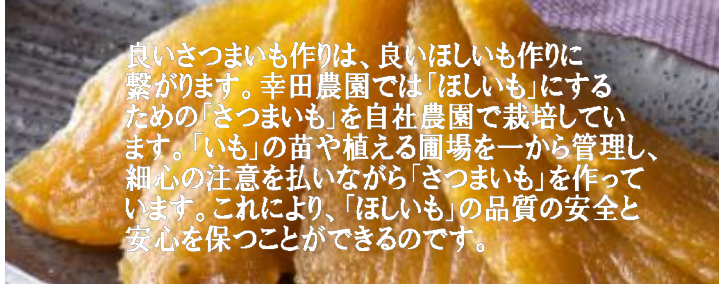 良いさつまいも作りは、良いほしいも作りに
繋がります。幸田農園では「ほしいも」にする
ための「さつまいも」を自社農園で栽培してい
ます。「いも」の苗や植える圃場を一から管理し、
細心の注意を払いながら「さつまいも」を作って
います。これにより、「ほしいも」の品質の安全と
安心を保つことができるのです。